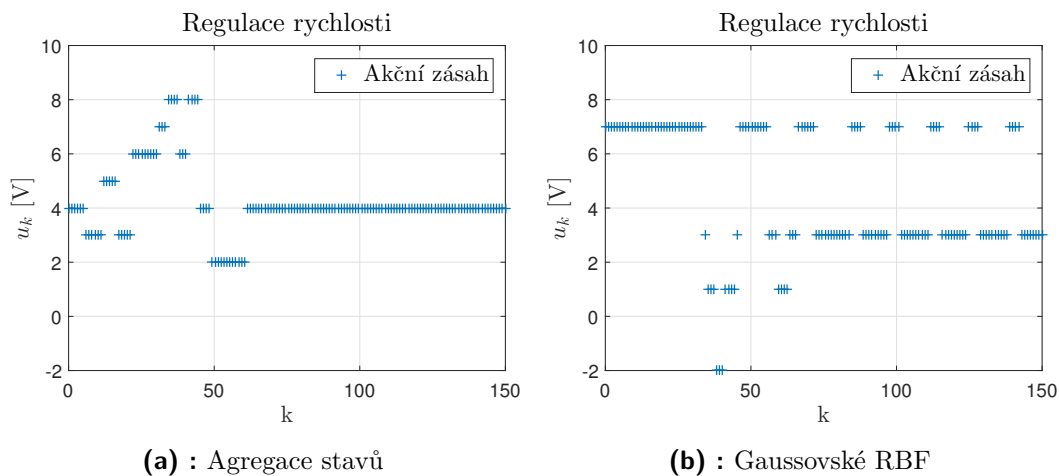 Regulace rychlosti
10
8
6
4
2
0
-2
0 50 100 150
u_k [V]
k
+ Akční zásah
(a) : Agregace stavů
Regulace rychlosti
10
8
6
4
2
0
-2
0 50 100 150
u_k [V]
k
+ Akční zásah
(b) : Gaussovské RBF